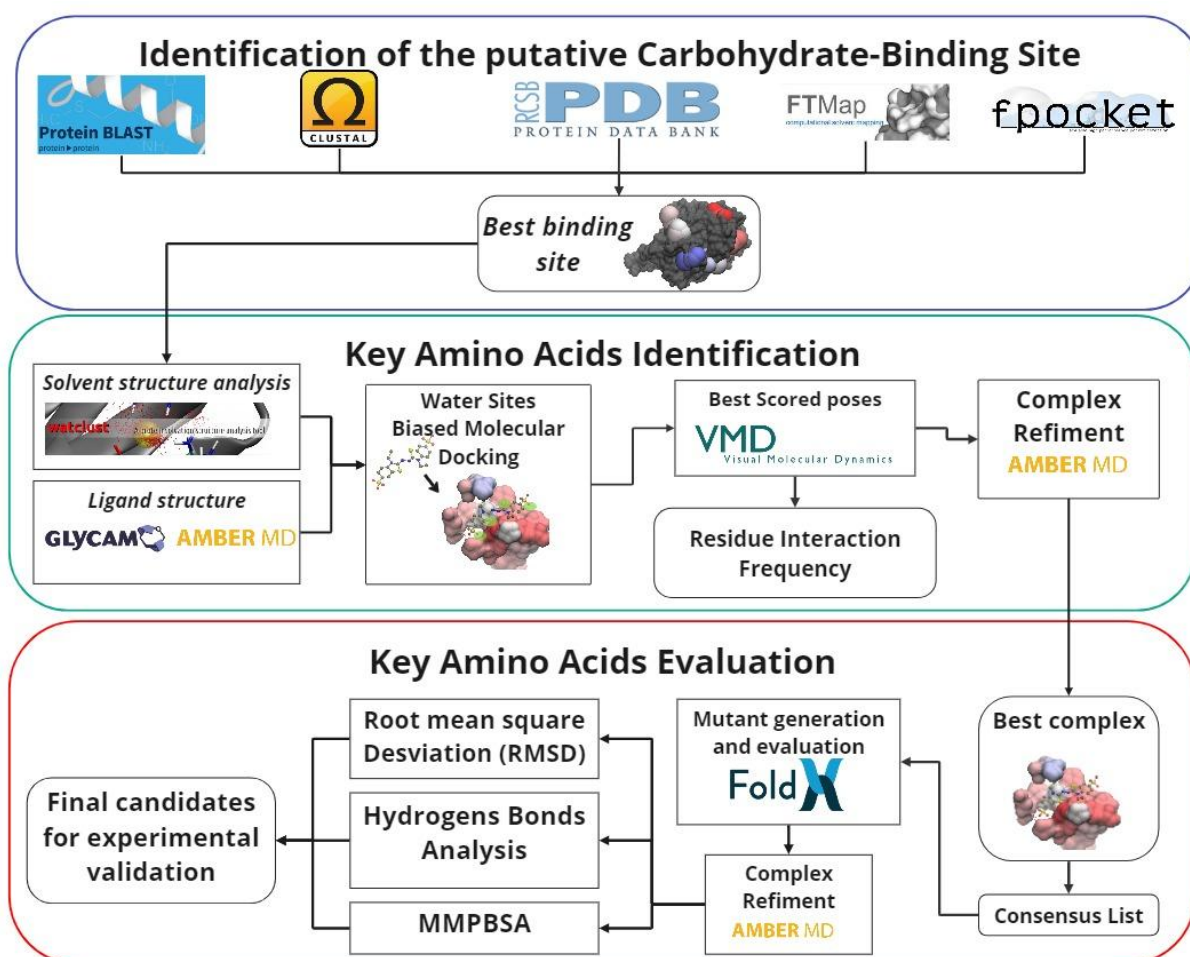 Identification of the putative Carbohydrate-Binding Site
Protein BLAST
protein ▸ protein
Ω
CLUSTAL
RCSB
PDB
PROTEIN DATA BANK
FTMap
computational solvent mapping
fpocket
Best binding
site
Key Amino Acids Identification
Solvent structure analysis
watclust
Ligand structure
GLYCAM
AMBER MD
Water Sites
Biased Molecular
Docking
Best Scored poses
VMD
Visual Molecular Dynamics
Residue Interaction
Frequency
Complex
Refiment
AMBER MD
Key Amino Acids Evaluation
Best complex
Consensus List
Mutant generation
and evaluation
FoldX
Complex
Refiment
AMBER MD
Root mean square
Desviation (RMSD)
Hydrogens Bonds
Analysis
MMPBSA
Final candidates
for experimental
validation